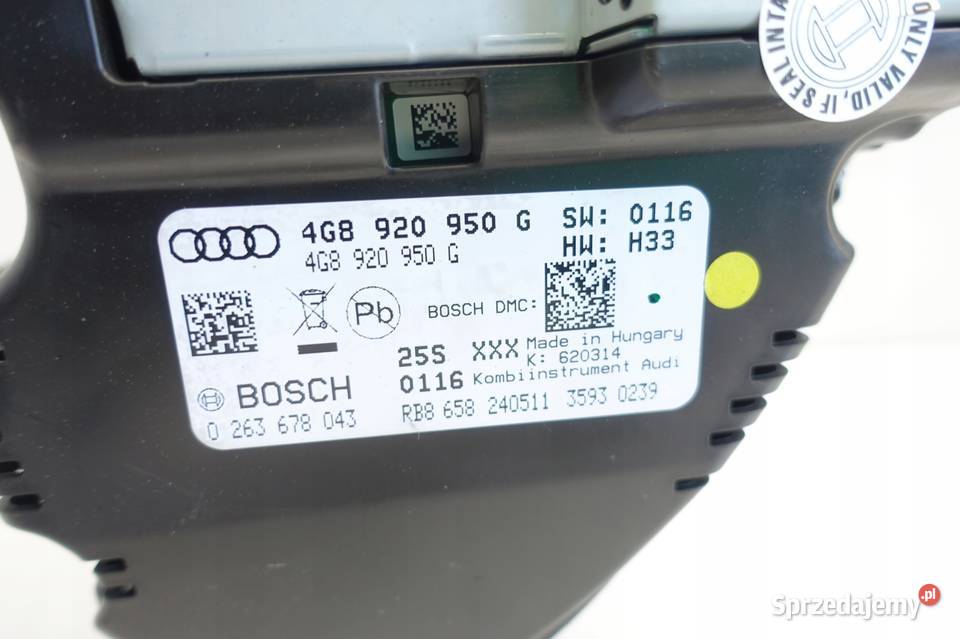 ONLY VALID, IF SEAL INTA
4G8 920 950 G SW: 0116
4G8 920 950 G HW: H33
Pb
BOSCH DMC:
25S XXX Made in Hungary
K: 620314
0116 Kombiinstrument Audi
BOSCH
0 263 678 043 RB8 658 240511 3593 0239
Sprzedajemy.pl